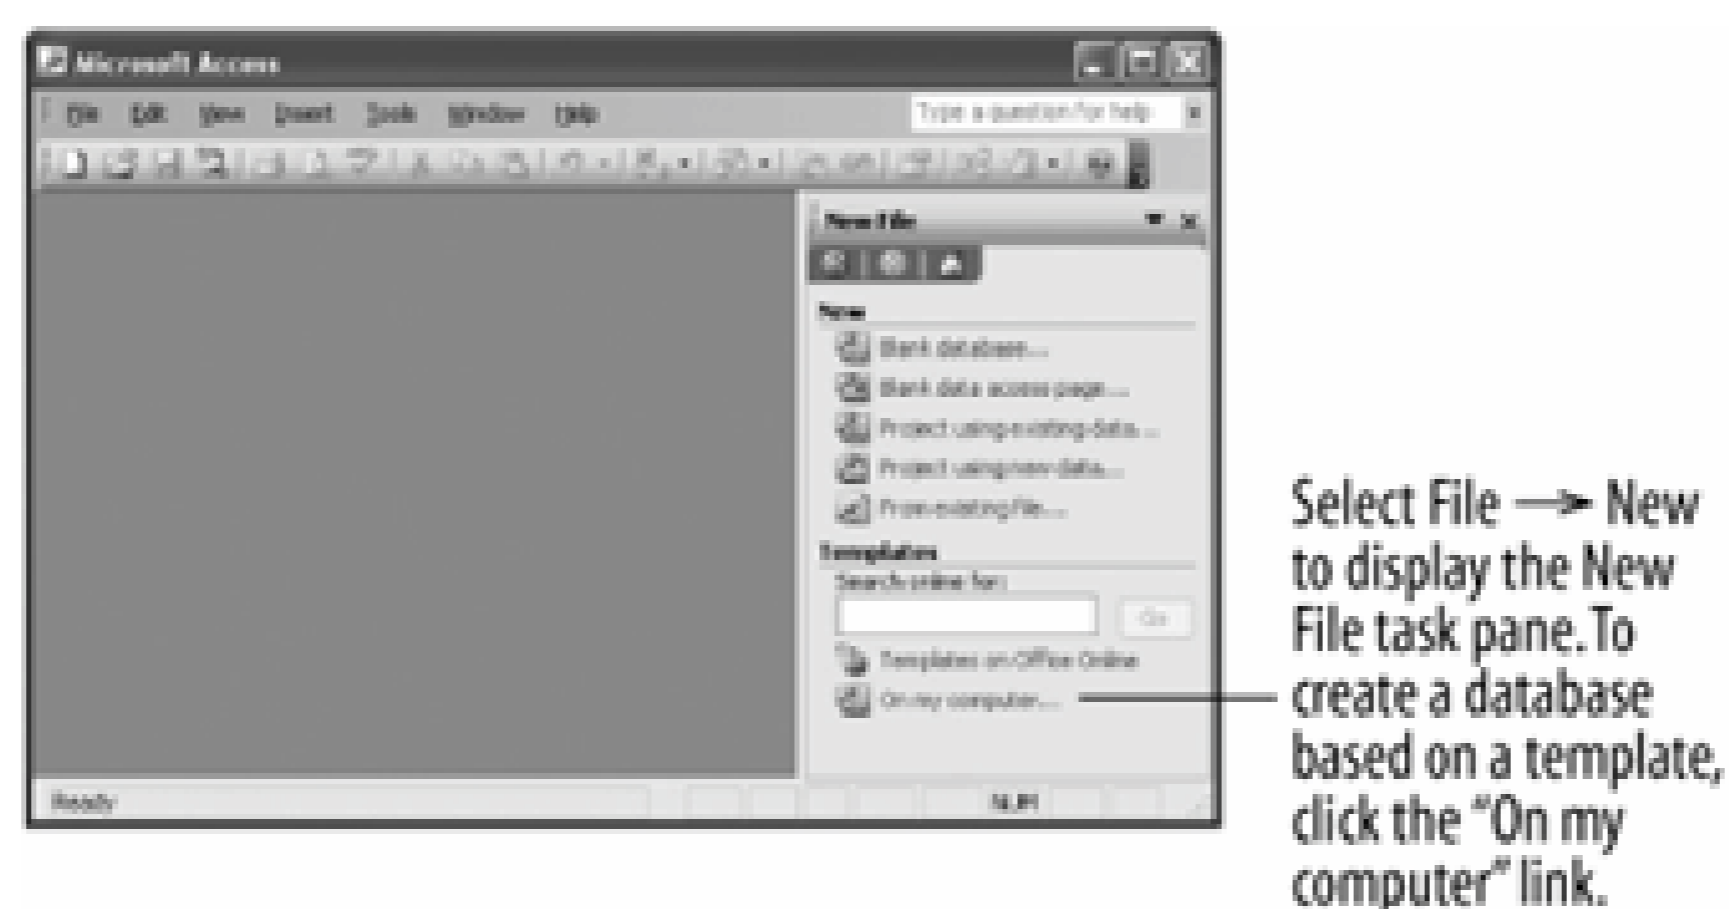 Microsoft Access
File Edit View Insert Tools Window Help
Type a question for help
New File
New
Blank database...
Blank data access page...
Project using existing data...
Project using new data...
From existing file...
Templates
Search online for:
Go
Templates on Office Online
On my computer...
Ready
NUM
Select File → New
to display the New
File task pane. To
create a database
based on a template,
click the "On my
computer" link.